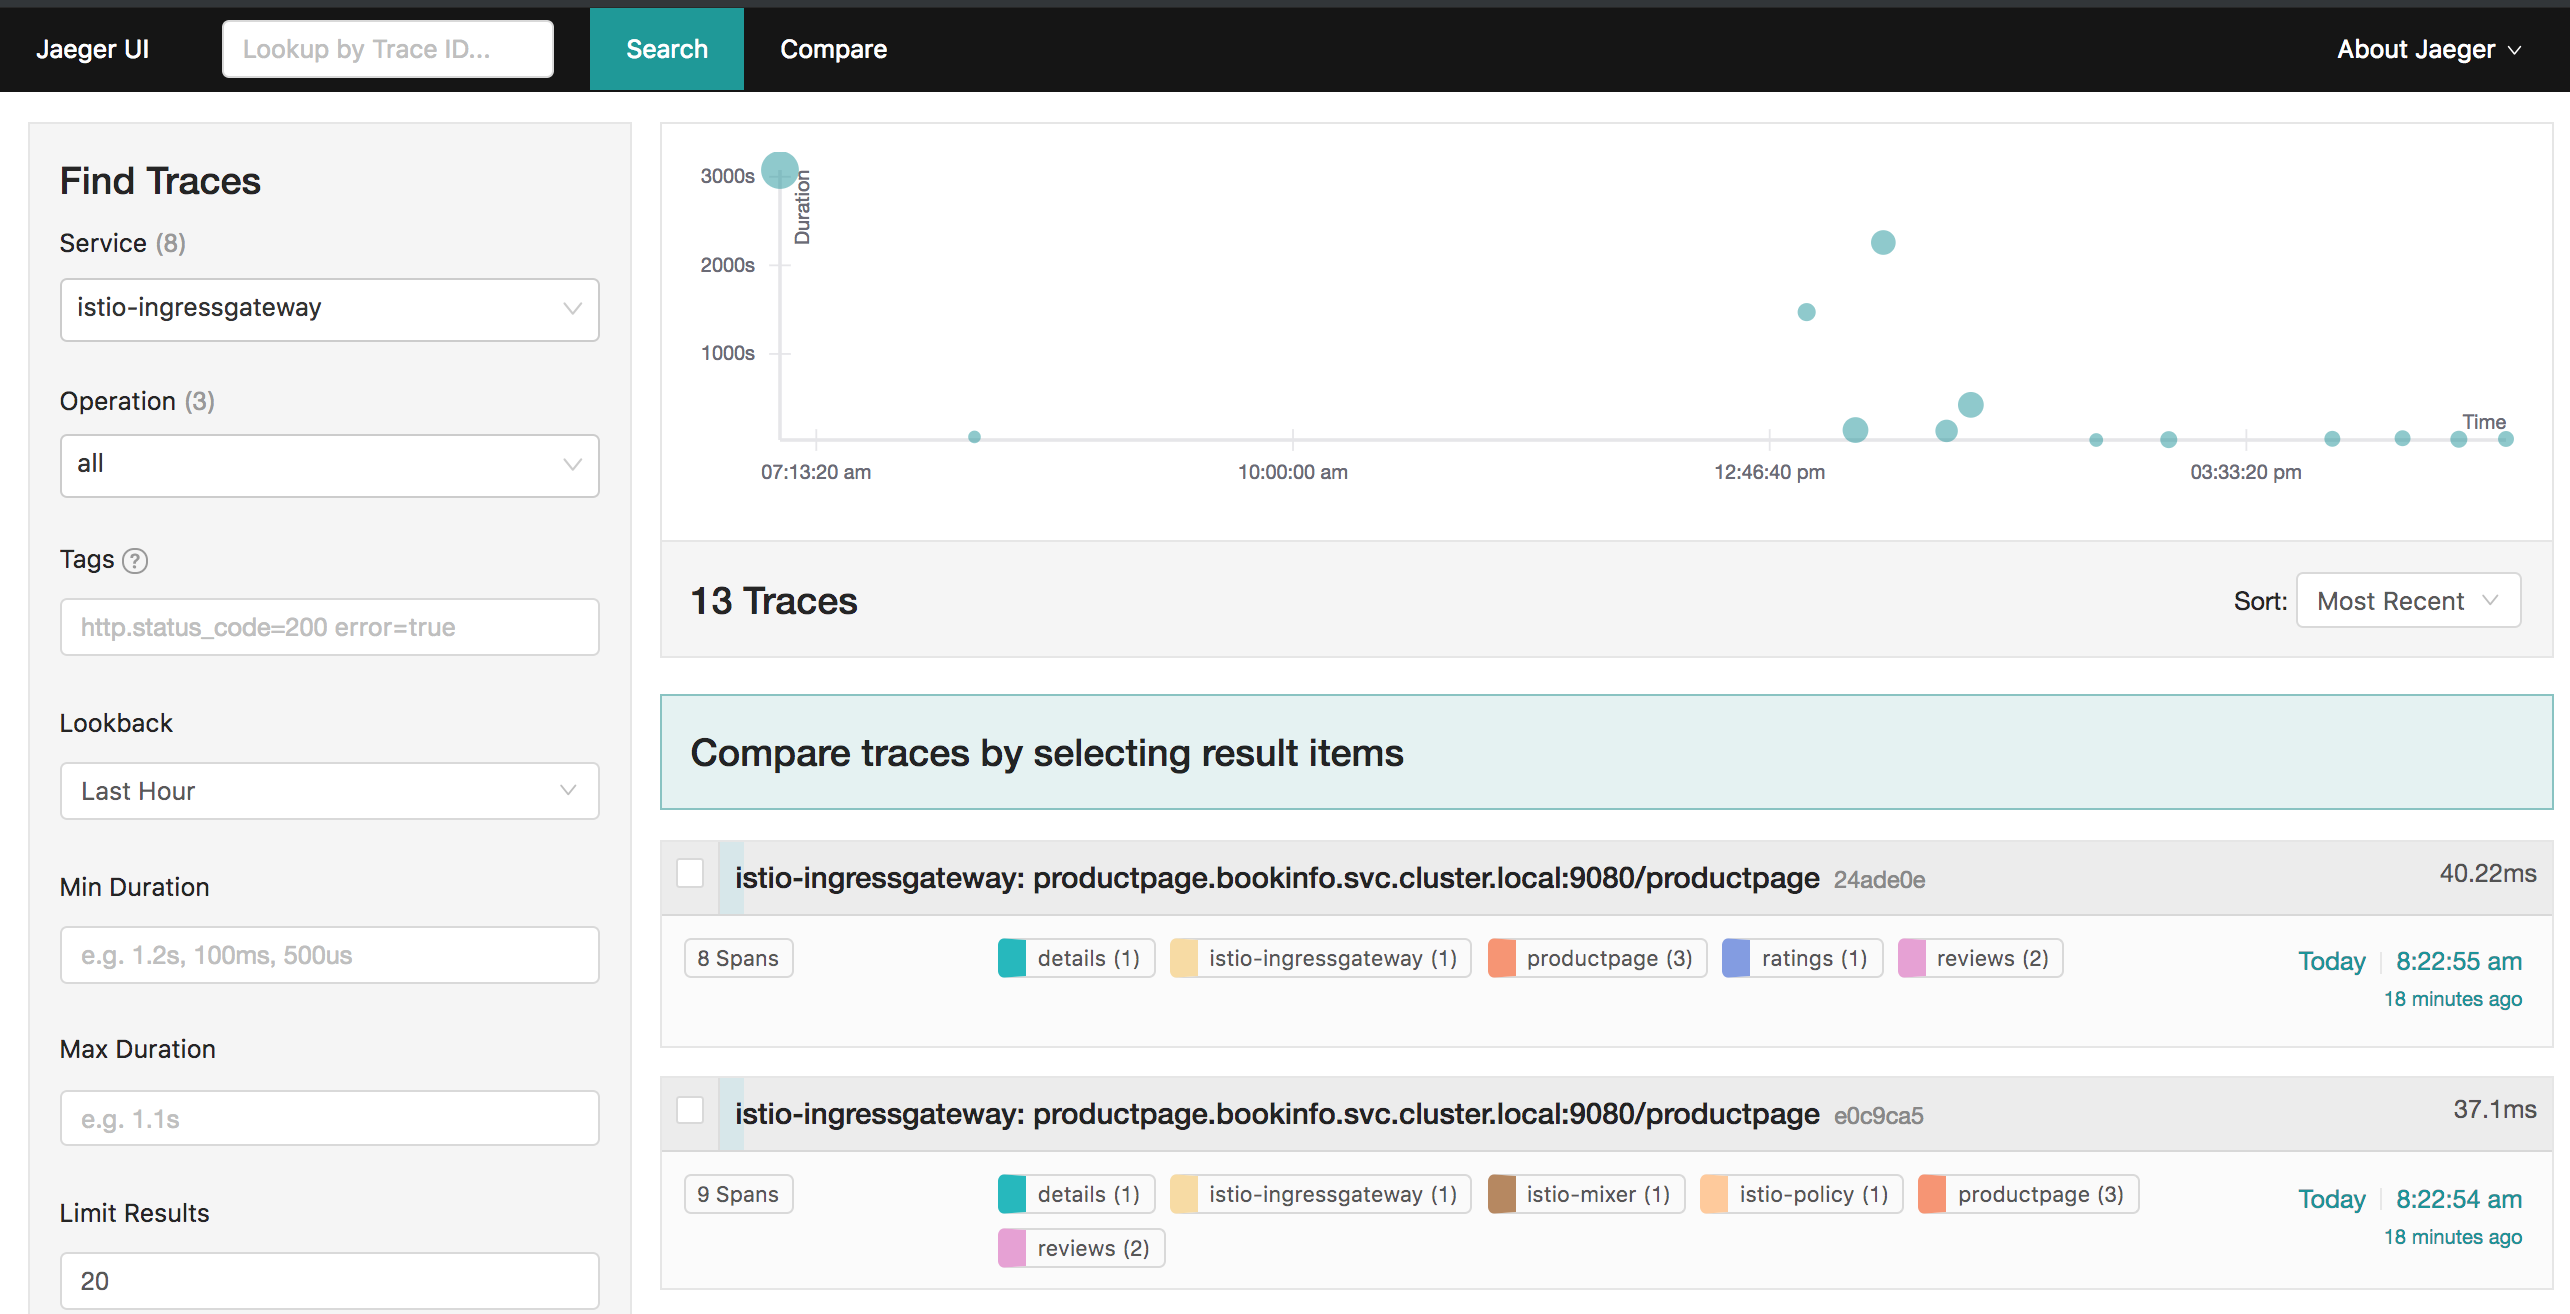 Jaeger UI
Lookup by Trace ID...
Search
Compare
About Jaeger
Find Traces
Service (8)
istio-ingressgateway
Operation (3)
all
Tags ?
http.status_code=200 error=true
Lookback
Last Hour
Min Duration
e.g. 1.2s, 100ms, 500us
Max Duration
e.g. 1.1s
Limit Results
20
3000s
2000s
1000s
Duration
Time
07:13:20 am
10:00:00 am
12:46:40 pm
03:33:20 pm
13 Traces
Sort: Most Recent
Compare traces by selecting result items
istio-ingressgateway: productpage.bookinfo.svc.cluster.local:9080/productpage 24ade0e
40.22ms
8 Spans
details (1)
istio-ingressgateway (1)
productpage (3)
ratings (1)
reviews (2)
Today 8:22:55 am
18 minutes ago
istio-ingressgateway: productpage.bookinfo.svc.cluster.local:9080/productpage e0c9ca5
37.1ms
9 Spans
details (1)
istio-ingressgateway (1)
istio-mixer (1)
istio-policy (1)
productpage (3)
reviews (2)
Today 8:22:54 am
18 minutes ago